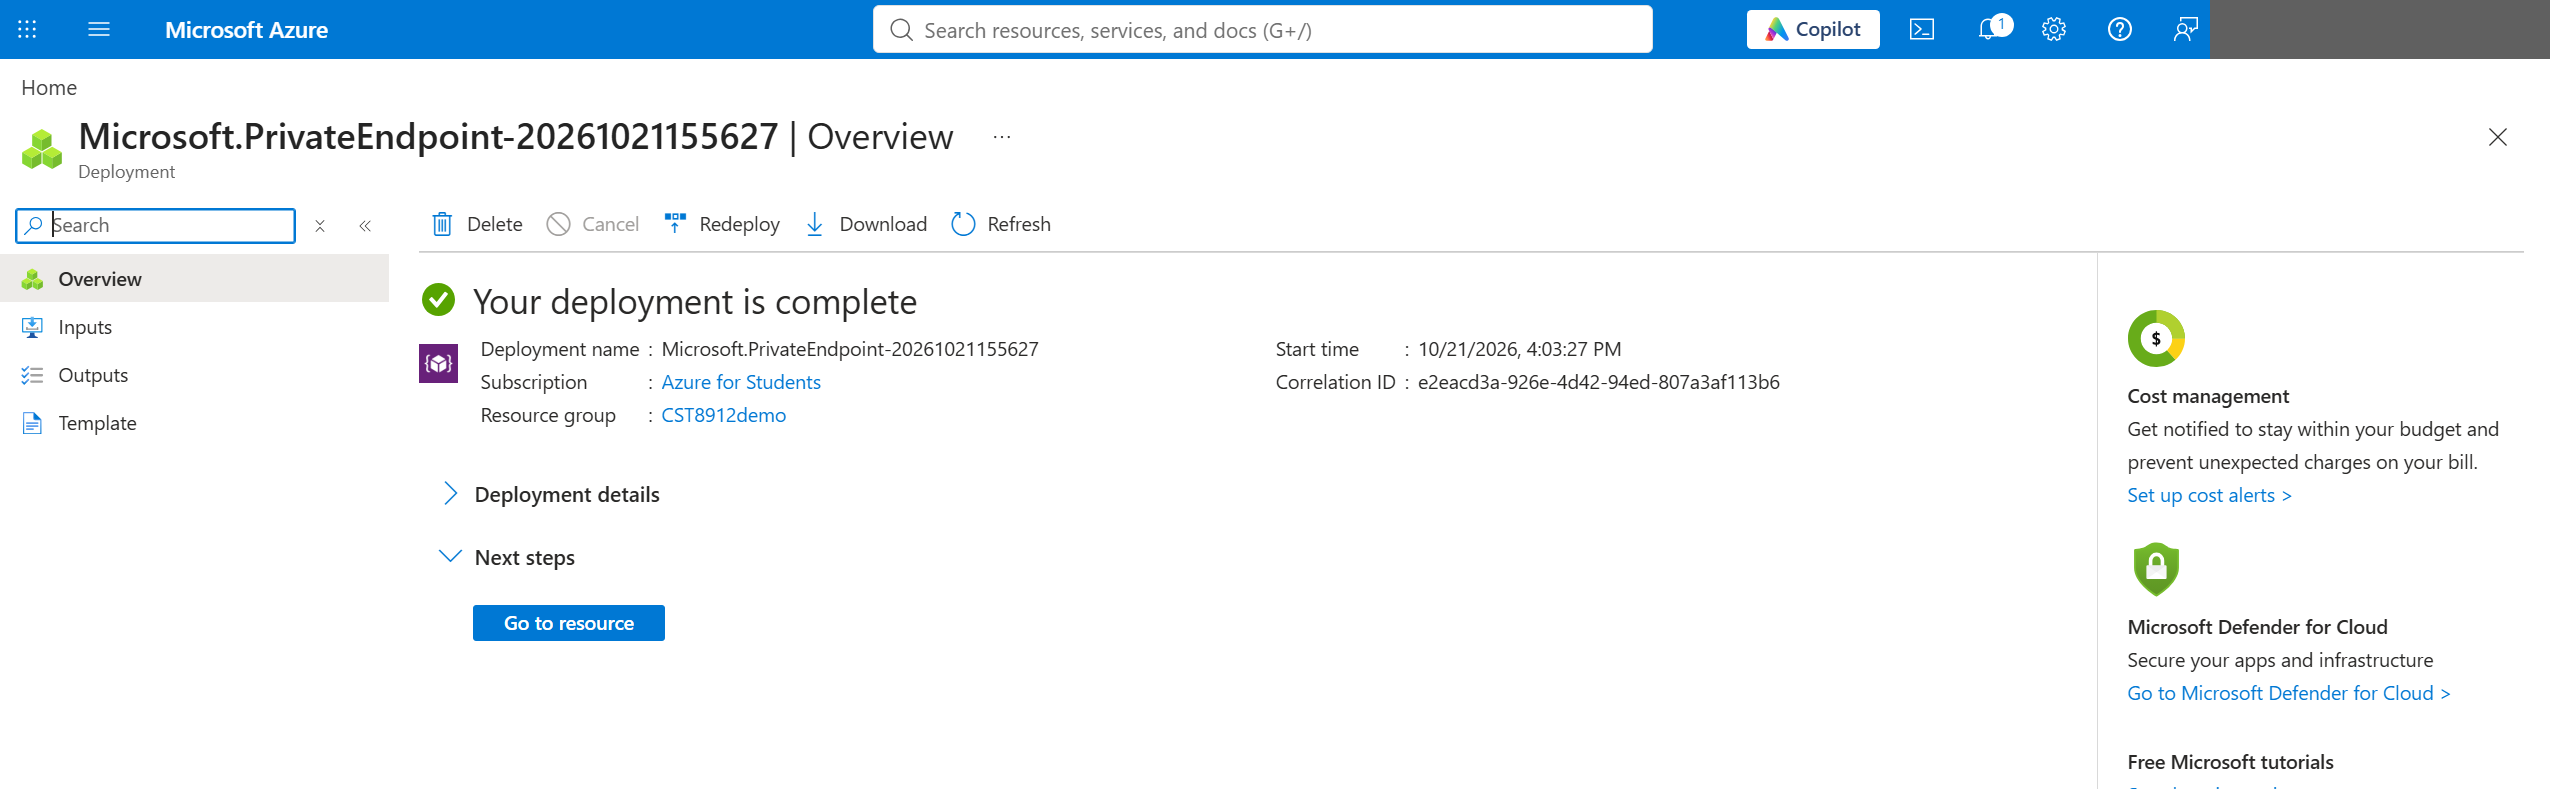 Microsoft Azure
Search resources, services, and docs (G+/)
Copilot
1
Home
Microsoft.PrivateEndpoint-20261021155627 | Overview ...
Deployment
Search
Overview
Inputs
Outputs
Template
Delete Cancel Redeploy Download Refresh
Your deployment is complete
Deployment name : Microsoft.PrivateEndpoint-20261021155627
Subscription : Azure for Students
Resource group : CST8912demo
Start time : 10/21/2026, 4:03:27 PM
Correlation ID : e2eacd3a-926e-4d42-94ed-807a3af113b6
Deployment details
Next steps
Go to resource
$
Cost management
Get notified to stay within your budget and
prevent unexpected charges on your bill.
Set up cost alerts >
Microsoft Defender for Cloud
Secure your apps and infrastructure
Go to Microsoft Defender for Cloud >
Free Microsoft tutorials